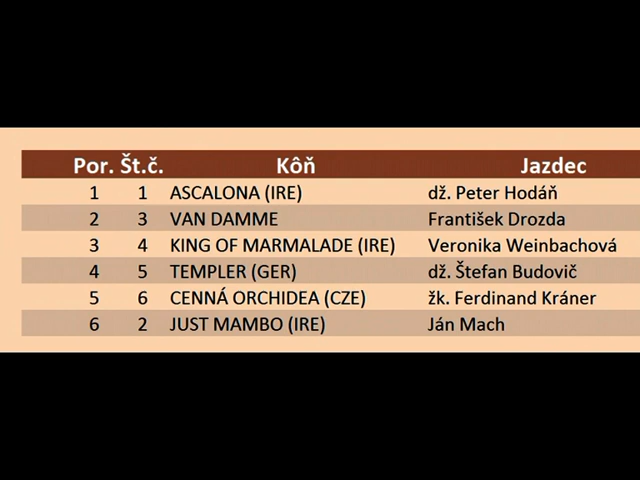 Por. Št.č. Kôň Jazdec
1 1 ASCALONA (IRE) dž. Peter Hodáň
2 3 VAN DAMME František Drozda
3 4 KING OF MARMALADE (IRE) Veronika Weinbachová
4 5 TEMPLER (GER) dž. Štefan Budovič
5 6 CENNÁ ORCHIDEA (CZE) žk. Ferdinand Kráner
6 2 JUST MAMBO (IRE) Ján Mach